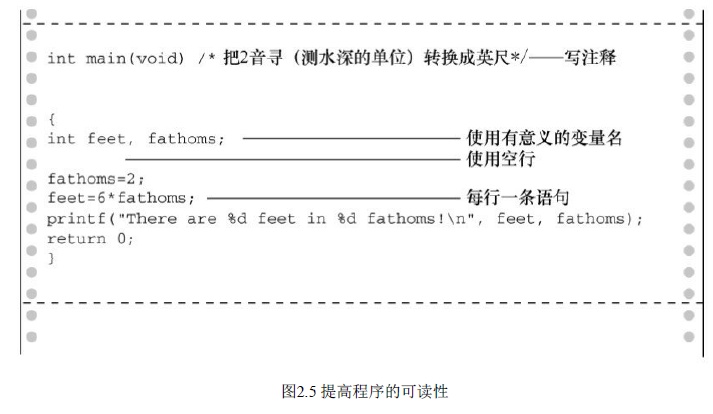 int main(void) /* 把2音寻（测水深的单位）转换成英尺*/——写注释
{
int feet, fathoms; 使用有意义的变量名
使用空行
fathoms=2;
feet=6*fathoms; 每行一条语句
printf("There are %d feet in %d fathoms!\n", feet, fathoms);
return 0;
}
图2.5 提高程序的可读性